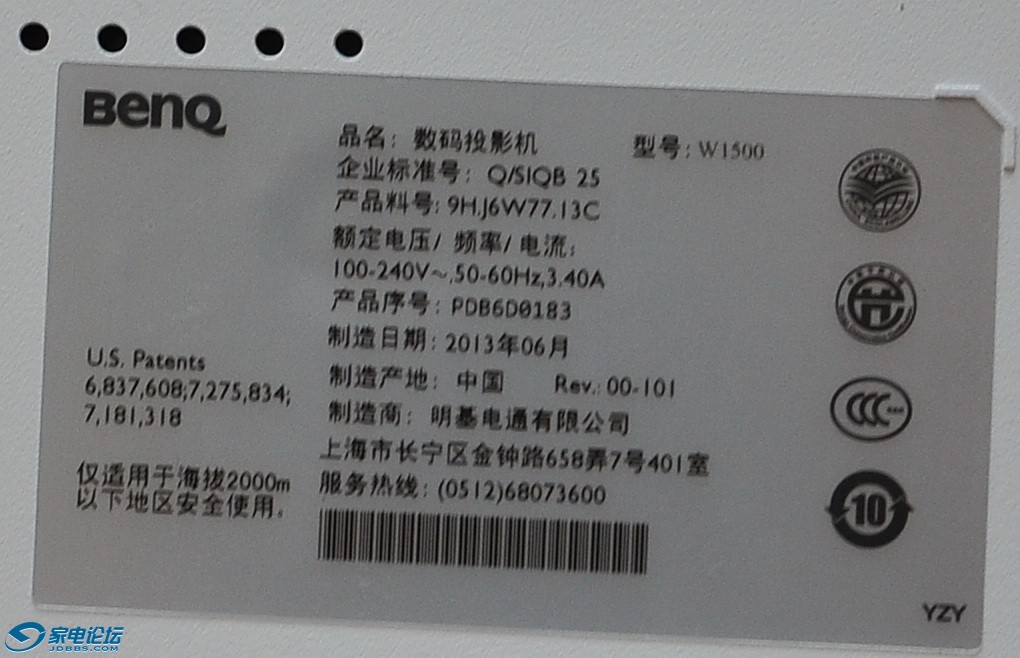 BenQ
品名：数码投影机 型号：W1500
企业标准号：Q/SIQB 25
产品料号：9H.J6W77.13C
额定电压/ 频率/ 电流：
100-240V～,50-60Hz,3.40A
产品序号：PDB6D0183
制造日期：2013年06月
制造产地：中国 Rev.: 00-101
制造商：明基电通有限公司
上海市长宁区金钟路658弄7号401室
服务热线：(0512)68073600
U.S. Patents
6,837,608;7,275,834;
7,181,318
仅适用于海拔2000m
以下地区安全使用。
10
YZY
家电论坛
JDBBS.COM